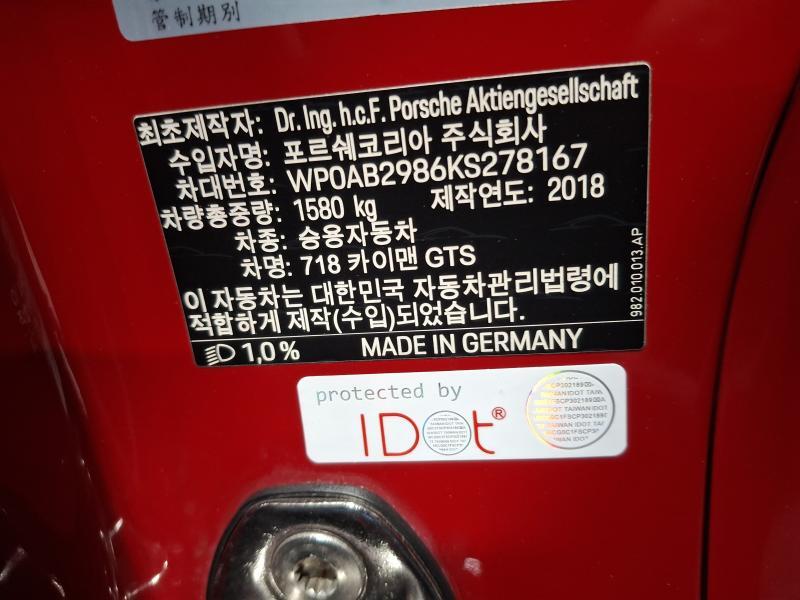 管制期別
최초제작자: Dr. Ing. h.c.F. Porsche Aktiengesellschaft
수입자명: 포르쉐코리아 주식회사
차대번호: WP0AB2986KS278167
차량총중량: 1580 kg 제작연도: 2018
차종: 승용자동차
차명: 718 카이맨 GTS
이 자동차는 대한민국 자동차관리법령에
적합하게 제작(수입)되었습니다.
982.010.013.AP
1,0% MADE IN GERMANY
protected by
IDOt®